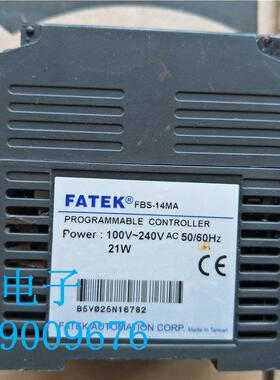 FATEK® FBS-14MA
PROGRAMMABLE CONTROLLER
Power : 100V~240V AC 50/60Hz
21W
CE
B5V025N16782
电子
9009676
FATEK AUTOMATION CORP. Made in Taiwan